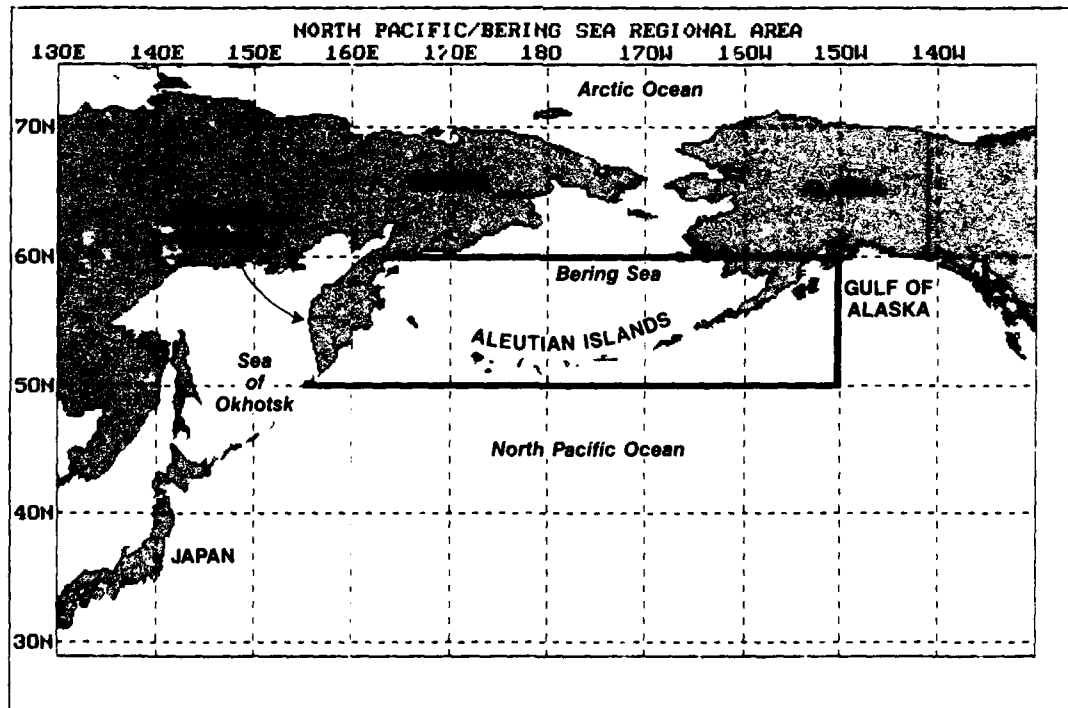 NORTH PACIFIC/BERING SEA REGIONAL AREA
130E 140E 150E 160E 170E 180 170W 160W 150W 140W
Arctic Ocean
70N
60N
Bering Sea
GULF OF
ALASKA
ALEUTIAN ISLANDS
Sea
of
Okhotsk
50N
North Pacific Ocean
40N
JAPAN
30N